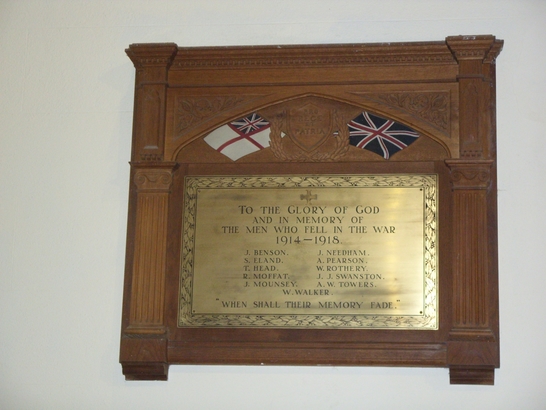 PATRIA
TO THE GLORY OF GOD
AND IN MEMORY OF
THE MEN WHO FELL IN THE WAR
1914-1918.
J. BENSON. J. NEEDHAM.
S. ELAND. A. PEARSON.
T. HEAD. W. ROTHERY.
R. MOFFAT. J. J. SWANSTON.
J. MOUNSEY. A. W. TOWERS.
W. WALKER.
"WHEN SHALL THEIR MEMORY FADE."